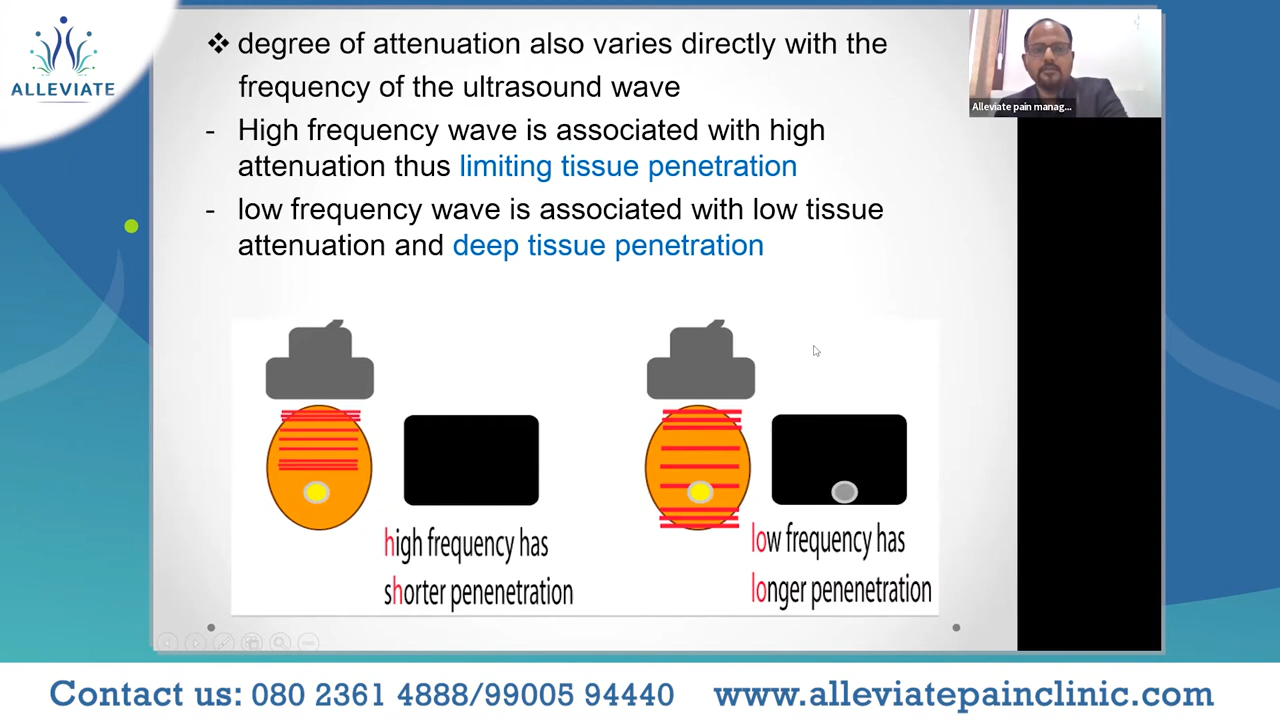 ALLEVIATE
❖ degree of attenuation also varies directly with the
frequency of the ultrasound wave
- High frequency wave is associated with high
attenuation thus limiting tissue penetration
- low frequency wave is associated with low tissue
attenuation and deep tissue penetration
Alleviate pain manag...
high frequency has
shorter penenetration
low frequency has
longer penenetration
Contact us: 080 2361 4888/99005 94440 www.alleviatepainclinic.com